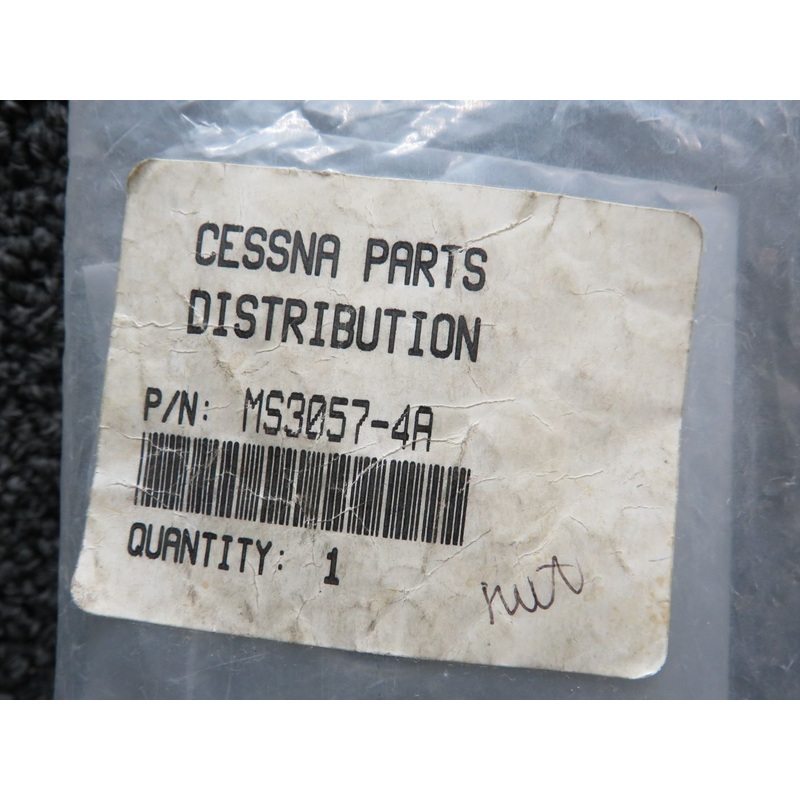 CESSNA PARTS
DISTRIBUTION
P/N: MS3057-4A
QUANTITY: 1
nut